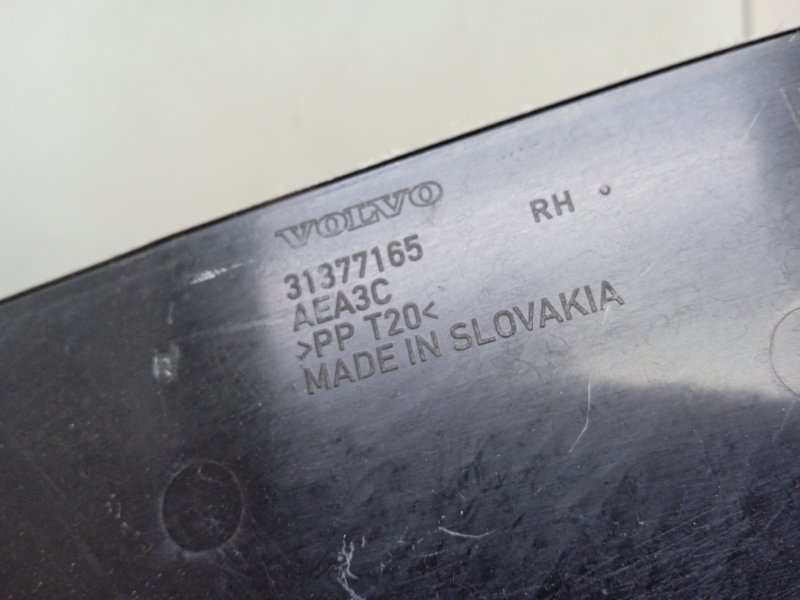 VOLVO
RH
31377165
AEA3C
>PP T20<
MADE IN SLOVAKIA